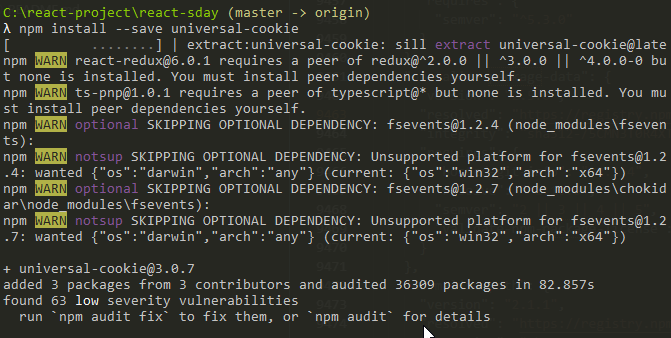 C:\react-project\react-sday (master -> origin)
λ npm install --save universal-cookie
[ ........] | extract:universal-cookie: sill extract universal-cookie@late
npm WARN react-redux@6.0.1 requires a peer of redux@^2.0.0 || ^3.0.0 || ^4.0.0-0 bu
t none is installed. You must install peer dependencies yourself.
npm WARN ts-pnp@1.0.1 requires a peer of typescript@* but none is installed. You mu
st install peer dependencies yourself.
npm WARN optional SKIPPING OPTIONAL DEPENDENCY: fsevents@1.2.4 (node_modules\fseven
ts):
npm WARN notsup SKIPPING OPTIONAL DEPENDENCY: Unsupported platform for fsevents@1.2
.4: wanted {"os":"darwin","arch":"any"} (current: {"os":"win32","arch":"x64"})
npm WARN optional SKIPPING OPTIONAL DEPENDENCY: fsevents@1.2.7 (node_modules\chokid
ar\node_modules\fsevents):
npm WARN notsup SKIPPING OPTIONAL DEPENDENCY: Unsupported platform for fsevents@1.2
.7: wanted {"os":"darwin","arch":"any"} (current: {"os":"win32","arch":"x64"})
+ universal-cookie@3.0.7
added 3 packages from 3 contributors and audited 36309 packages in 82.857s
found 63 low severity vulnerabilities
run `npm audit fix` to fix them, or `npm audit` for details